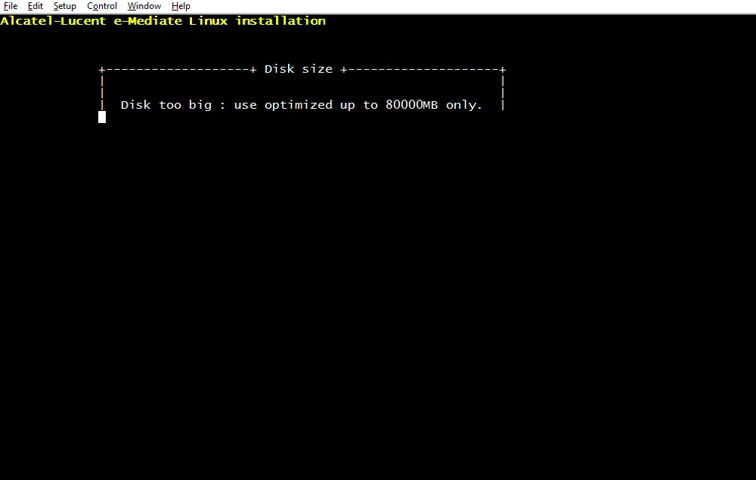 File Edit Setup Control Window Help
Alcatel-Lucent e-Mediate Linux installation
+-------------------+ Disk size +--------------------+
|                                                    |
|                                                    |
|  Disk too big : use optimized up to 80000MB only.  |